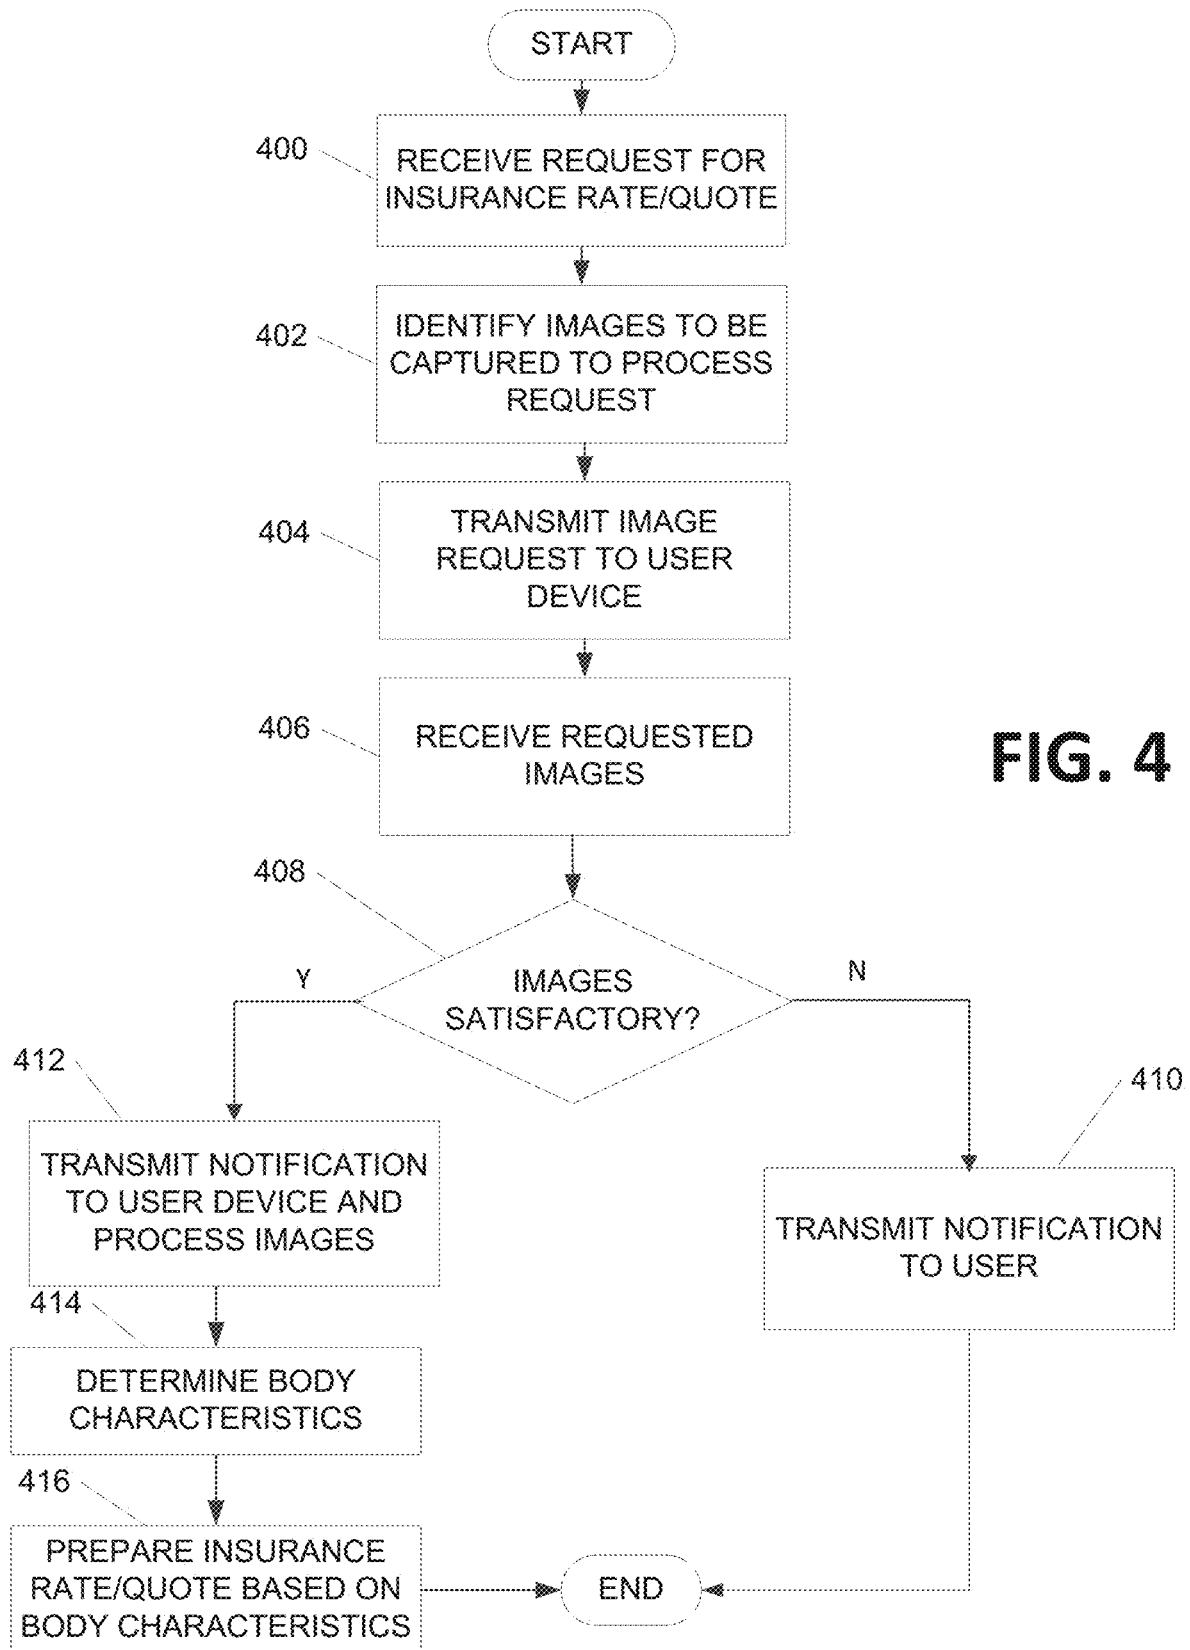 START
400
RECEIVE REQUEST FOR
INSURANCE RATE/QUOTE
402
IDENTIFY IMAGES TO BE
CAPTURED TO PROCESS
REQUEST
404
TRANSMIT IMAGE
REQUEST TO USER
DEVICE
406
RECEIVE REQUESTED
IMAGES
FIG. 4
408
IMAGES
SATISFACTORY?
Y
N
412
TRANSMIT NOTIFICATION
TO USER DEVICE AND
PROCESS IMAGES
410
TRANSMIT NOTIFICATION
TO USER
414
DETERMINE BODY
CHARACTERISTICS
416
PREPARE INSURANCE
RATE/QUOTE BASED ON
BODY CHARACTERISTICS
END